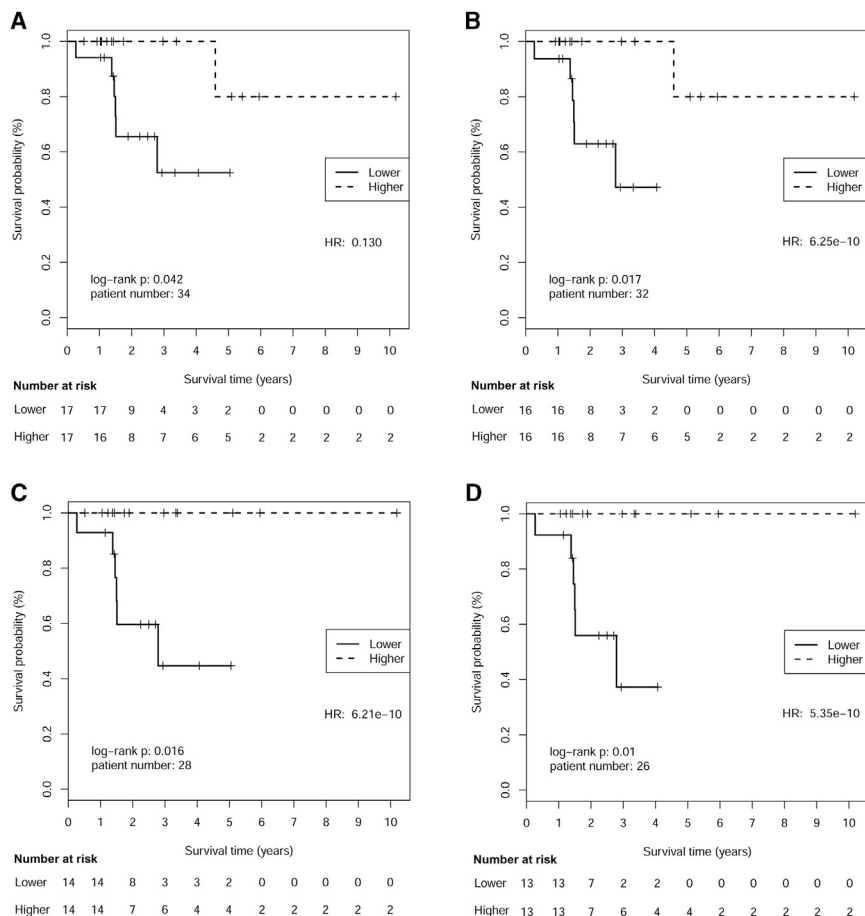 A
Survival probability (%)
1.0
0.8
0.6
0.4
0.2
0.0
Lower
Higher
HR: 0.130
log−rank p: 0.042
patient number: 34
0 1 2 3 4 5 6 7 8 9 10
Survival time (years)
Number at risk
Lower 17 17 9 4 3 2 0 0 0 0 0
Higher 17 16 8 7 6 5 2 2 2 2 2
B
Survival probability (%)
1.0
0.8
0.6
0.4
0.2
0.0
Lower
Higher
HR: 6.25e−10
log−rank p: 0.017
patient number: 32
0 1 2 3 4 5 6 7 8 9 10
Survival time (years)
Number at risk
Lower 16 16 8 3 2 0 0 0 0 0
Higher 16 16 8 7 6 5 2 2 2 2 2
C
Survival probability (%)
1.0
0.8
0.6
0.4
0.2
0.0
Lower
Higher
HR: 6.21e−10
log−rank p: 0.016
patient number: 28
0 1 2 3 4 5 6 7 8 9 10
Survival time (years)
Number at risk
Lower 14 14 8 3 3 2 0 0 0 0 0
Higher 14 14 7 6 4 4 2 2 2 2 2
D
Survival probability (%)
1.0
0.8
0.6
0.4
0.2
0.0
Lower
Higher
HR: 5.35e−10
log−rank p: 0.01
patient number: 26
0 1 2 3 4 5 6 7 8 9 10
Survival time (years)
Number at risk
Lower 13 13 7 2 2 0 0 0 0 0
Higher 13 13 7 6 4 4 2 2 2 2 2